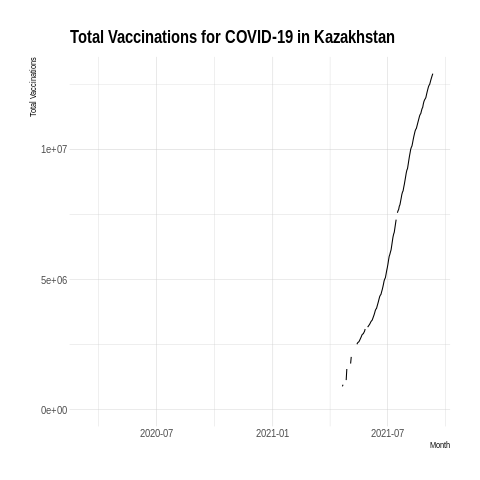 Total Vaccinations for COVID-19 in Kazakhstan
Total Vaccinations
1e+07
5e+06
0e+00
2020-07
2021-01
2021-07
Month